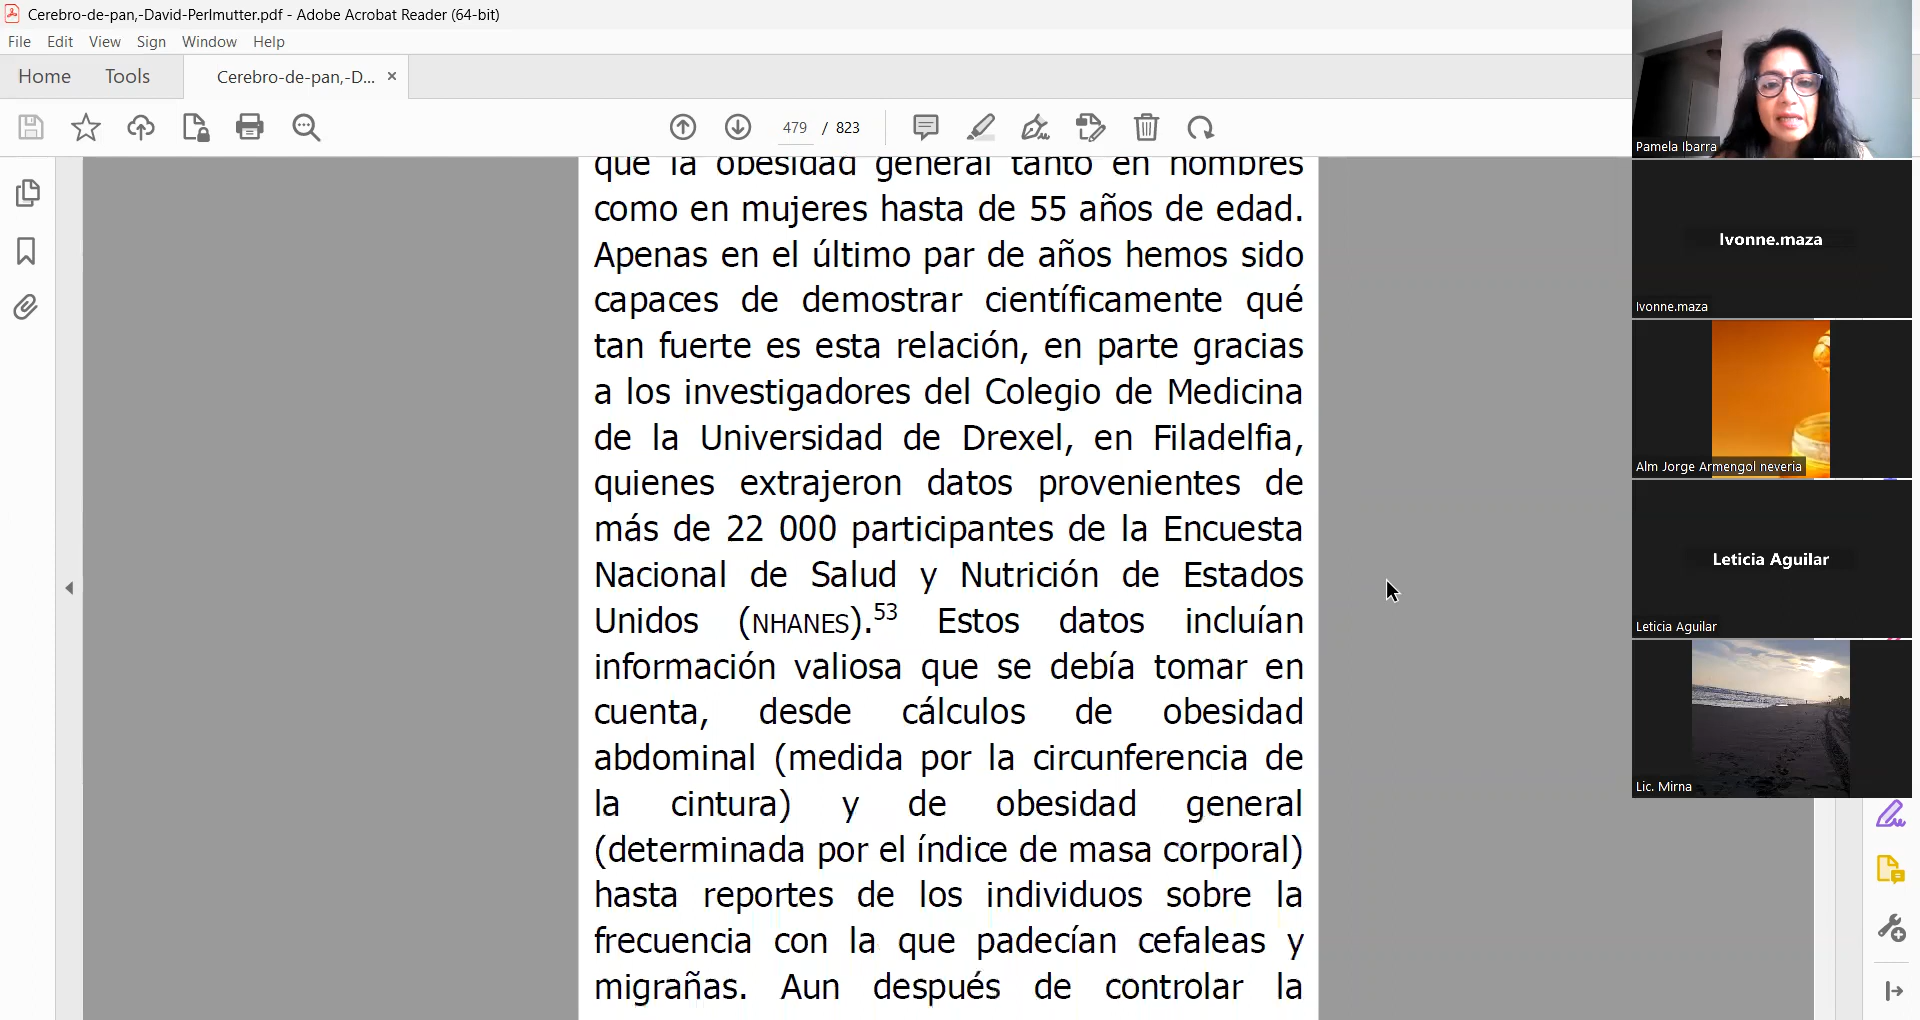 Cerebro-de-pan,-David-Perlmutter.pdf - Adobe Acrobat Reader (64-bit)
File Edit View Sign Window Help
Home Tools Cerebro-de-pan,-D... ×
479 / 823
que la obesidad general tanto en hombres
como en mujeres hasta de 55 años de edad.
Apenas en el último par de años hemos sido
capaces de demostrar científicamente qué
tan fuerte es esta relación, en parte gracias
a los investigadores del Colegio de Medicina
de la Universidad de Drexel, en Filadelfia,
quienes extrajeron datos provenientes de
más de 22 000 participantes de la Encuesta
Nacional de Salud y Nutrición de Estados
Unidos (NHANES).53 Estos datos incluían
información valiosa que se debía tomar en
cuenta, desde cálculos de obesidad
abdominal (medida por la circunferencia de
la cintura) y de obesidad general
(determinada por el índice de masa corporal)
hasta reportes de los individuos sobre la
frecuencia con la que padecían cefaleas y
migrañas. Aun después de controlar la
Pamela Ibarra
Ivonne.maza
Ivonne.maza
Alm Jorge Armengol neveria
Leticia Aguilar
Leticia Aguilar
Lic. Mirna